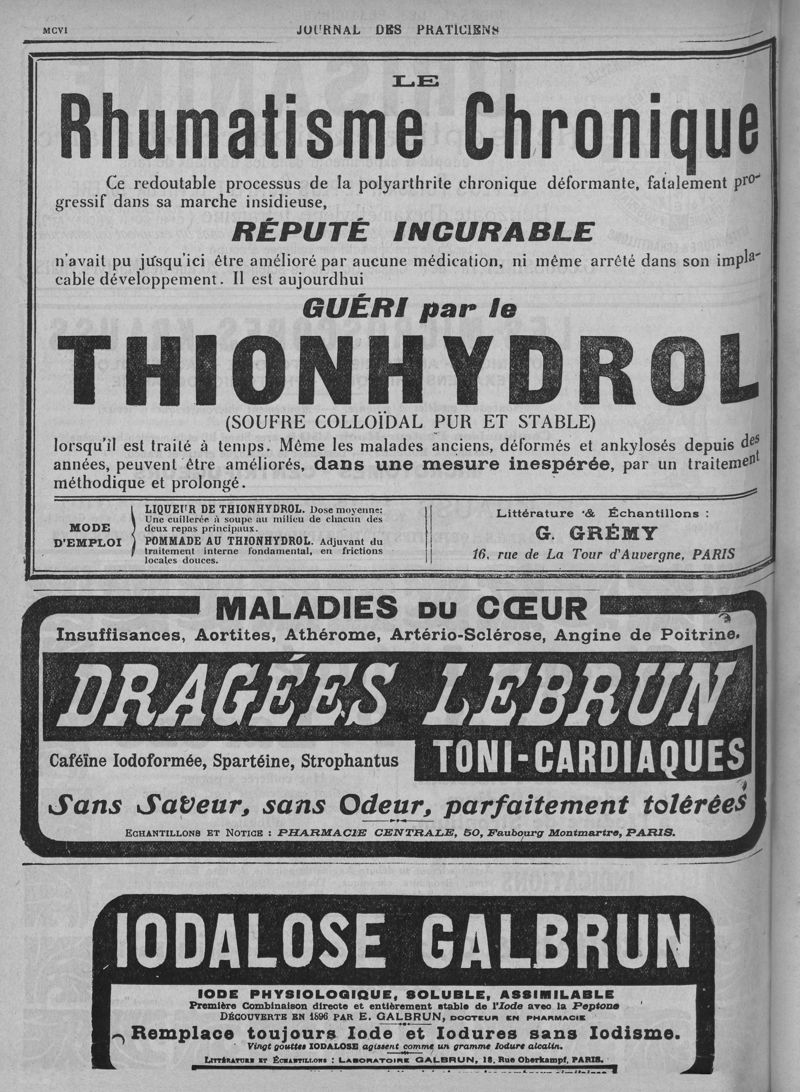 MCVI
JOURNAL DES PRATICIENS
LE
Rhumatisme Chronique
Ce redoutable processus de la polyarthrite chronique déformante, fatalement pro-
gressif dans sa marche insidieuse,
RÉPUTÉ INCURABLE
n'avait pu jusqu'ici être amélioré par aucune médication, ni même arrêté dans son impla-
cable développement. Il est aujourd'hui
GUÉRI par le
THIONHYDROL
(SOUFRE COLLOÏDAL PUR ET STABLE)
lorsqu'il est traité à temps. Même les malades anciens, déformés et ankylosés depuis des
années, peuvent être améliorés, dans une mesure inespérée, par un traitement
méthodique et prolongé.
MODE
D'EMPLOI
LIQUEUR DE THIONHYDROL. Dose moyenne:
Une cuillerée à soupe au milieu de chacun des
deux repas principaux.
POMMADE AU THIONHYDROL. Adjuvant du
traitement interne fondamental, en frictions
locales douces.
Littérature & Échantillons :
G. GRÉMY
16, rue de La Tour d'Auvergne, PARIS
MALADIES DU CŒUR
Insuffisances, Aortites, Athérome, Artério-Sclérose, Angine de Poitrine.
DRAGÉES LEBRUN
Caféïne Iodoformée, Spartéine, Strophantus
TONI-CARDIAQUES
Sans Saveur, sans Odeur, parfaitement tolérées
ECHANTILLONS ET NOTICE : PHARMACIE CENTRALE, 50, Faubourg Montmartre, PARIS.
IODALOSE GALBRUN
IODE PHYSIOLOGIQUE, SOLUBLE, ASSIMILABLE
Première Combinaison directe et entièrement stable de l'Iode avec la Peptone
DÉCOUVERTE EN 1896 PAR E. GALBRUN, DOCTEUR EN PHARMACIE
Remplace toujours Iode et Iodures sans Iodisme.
Vingt gouttes IODALOSE agissent comme un gramme Iodure alcalin.
LITTÉRATURE ET ÉCHANTILLONS : LABORATOIRE GALBRUN, 18, Rue Oberkampf, PARIS.